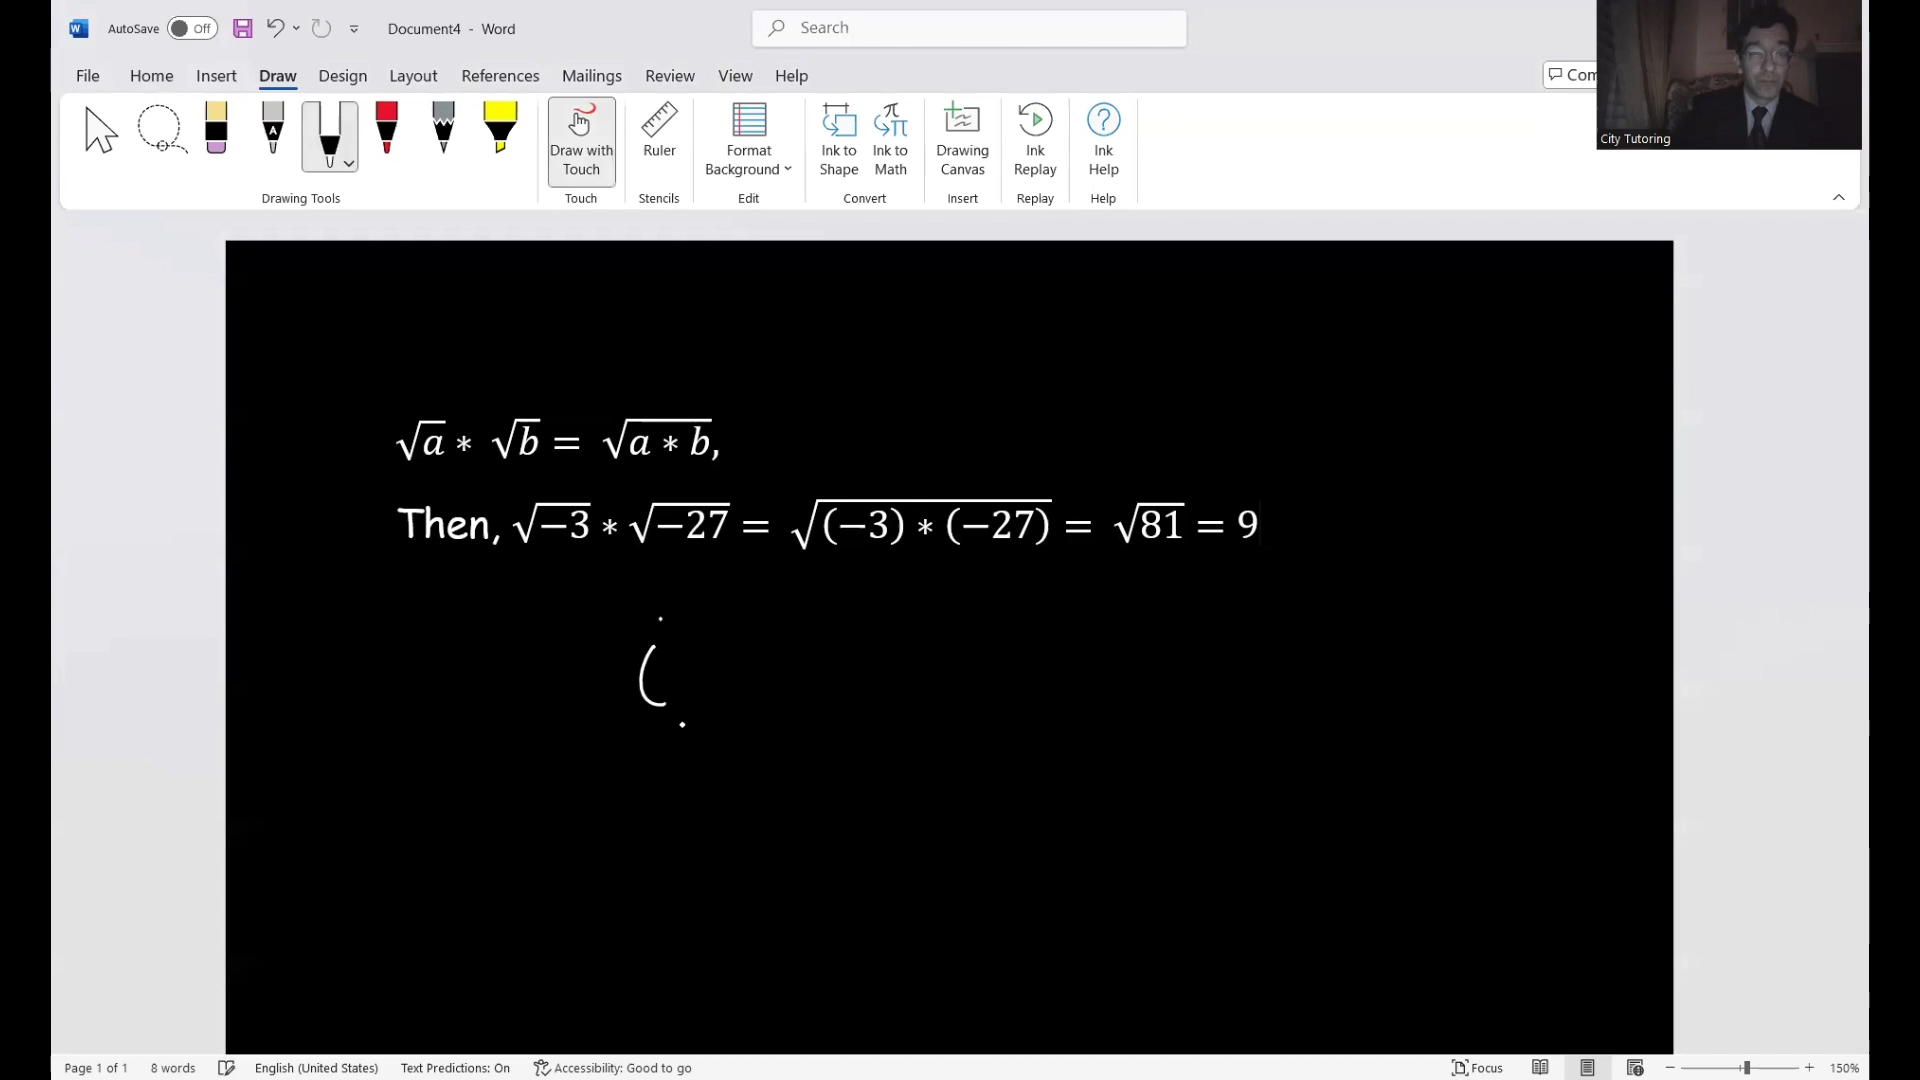 AutoSave Off Document4 - Word Search
File Home Insert Draw Design Layout References Mailings Review View Help Com
A Draw with Touch Ruler Format Background Ink to Shape Ink to Math Drawing Canvas Ink Replay Ink Help
Drawing Tools Touch Stencils Edit Convert Insert Replay Help
City Tutoring
√a * √b = √(a * b),
Then, √−3 * √−27 = √((−3) * (−27)) = √81 = 9
Page 1 of 1 8 words English (United States) Text Predictions: On Accessibility: Good to go Focus 150%